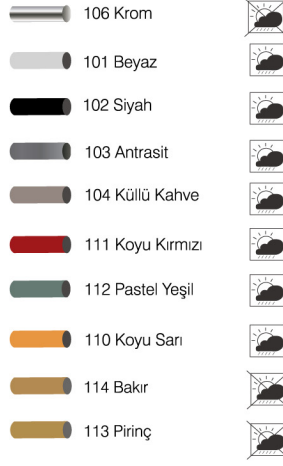 106 Krom
101 Beyaz
102 Siyah
103 Antrasit
104 Küllü Kahve
111 Koyu Kırmızı
112 Pastel Yeşil
110 Koyu Sarı
114 Bakır
113 Pirinç